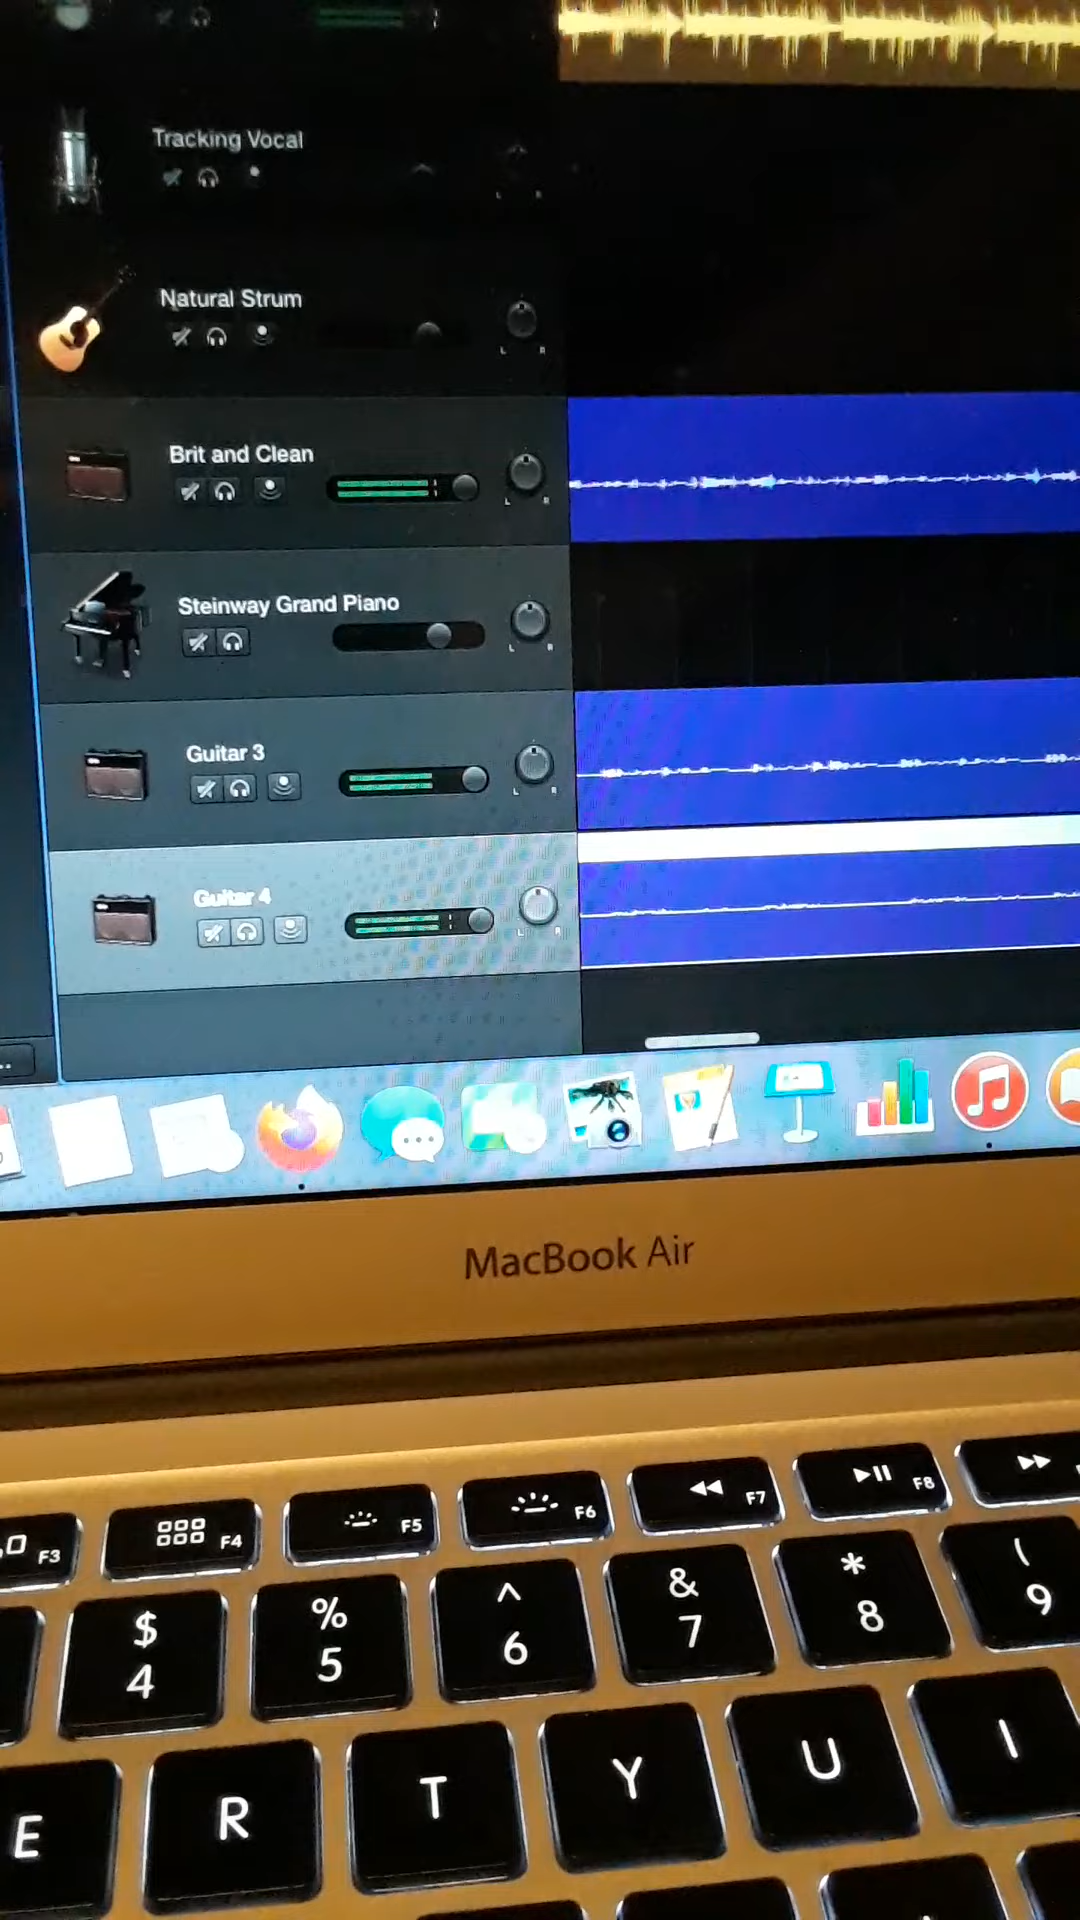 Tracking Vocal
L R
Natural Strum
L R
Brit and Clean
L R
Steinway Grand Piano
L R
Guitar 3
L R
Guitar 4
L R
MacBook Air
F3 F4 F5 F6 F7 F8
$ % ^ & * (
4 5 6 7 8 9
E R T Y U I